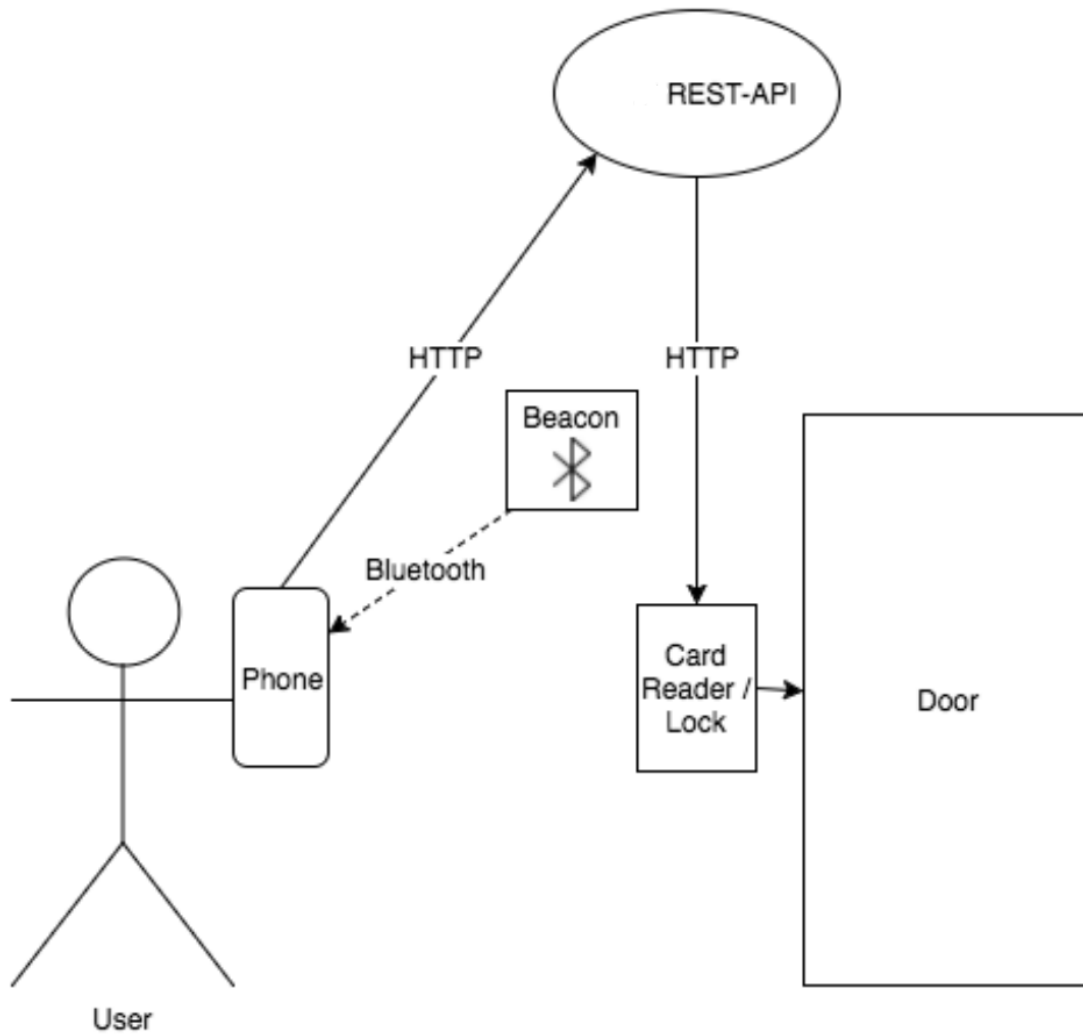 REST-API
HTTP
HTTP
Beacon
Bluetooth
Phone
Card
Reader /
Lock
Door
User